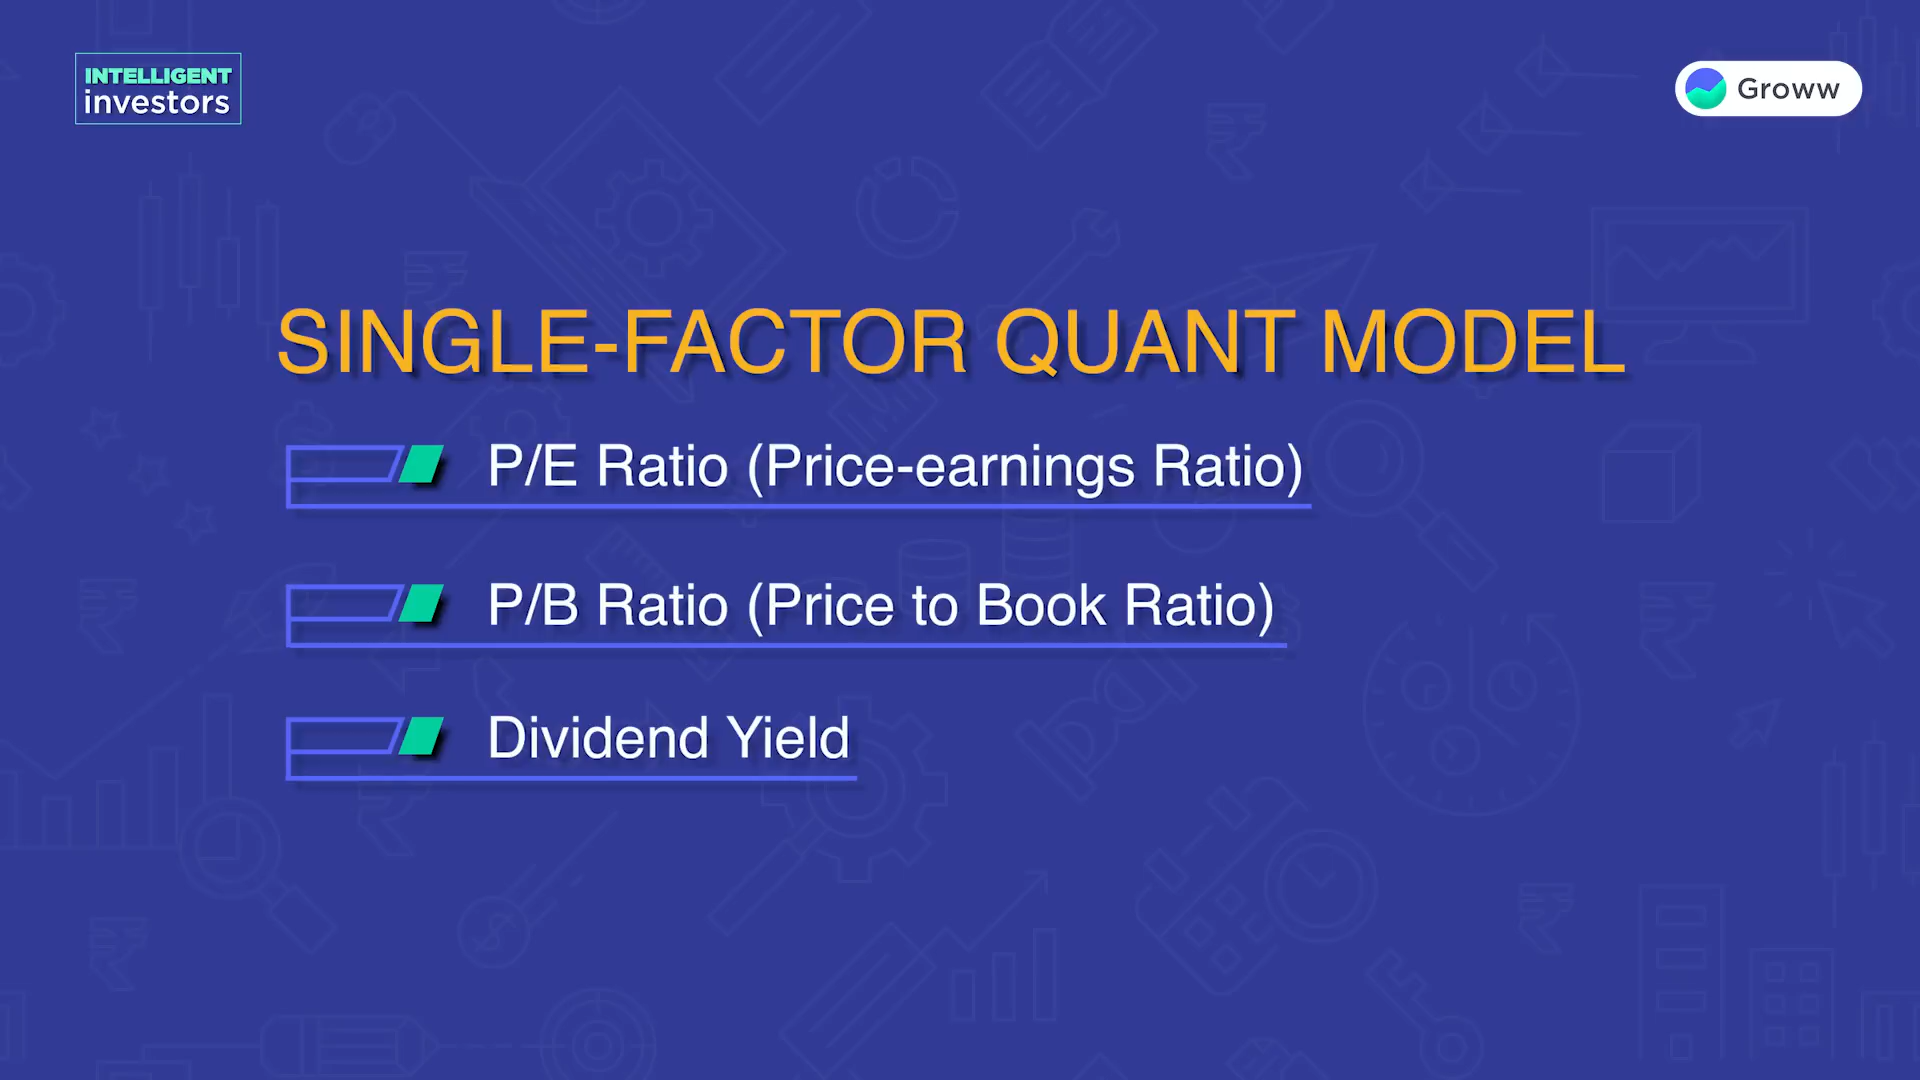 INTELLIGENT
investors
Groww
SINGLE-FACTOR QUANT MODEL
P/E Ratio (Price-earnings Ratio)
P/B Ratio (Price to Book Ratio)
Dividend Yield